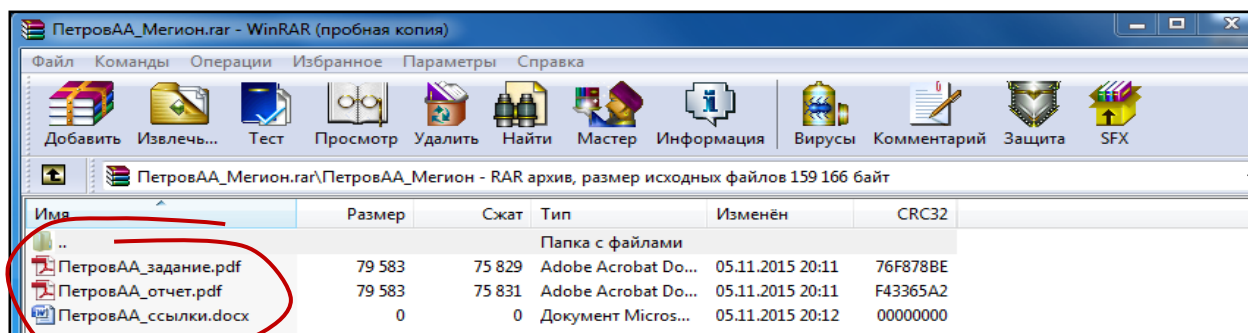 ПетровАА_Мегион.rar - WinRAR (пробная копия)
Файл Команды Операции Избранное Параметры Справка
Добавить Извлечь... Тест Просмотр Удалить Найти Мастер Информация Вирусы Комментарий Защита SFX
ПетровАА_Мегион.rar\ПетровАА_Мегион - RAR архив, размер исходных файлов 159 166 байт
Имя Размер Сжат Тип Изменён CRC32
.. Папка с файлами
ПетровАА_задание.pdf 79 583 75 829 Adobe Acrobat Do... 05.11.2015 20:11 76F878BE
ПетровАА_отчет.pdf 79 583 75 831 Adobe Acrobat Do... 05.11.2015 20:11 F43365A2
ПетровАА_ссылки.docx 0 0 Документ Micros... 05.11.2015 20:12 00000000